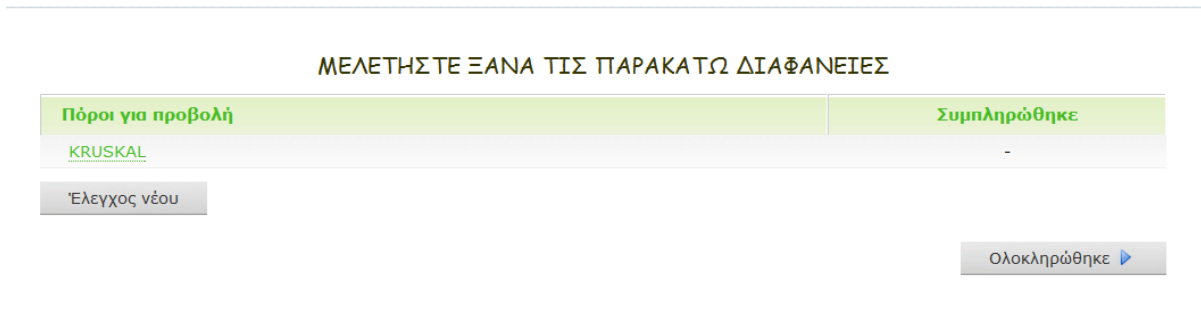 ΜΕΛΕΤΗΣΤΕ ΞΑΝΑ ΤΙΣ ΠΑΡΑΚΑΤΩ ΔΙΑΦΑΝΕΙΕΣ
Πόροι για προβολή Συμπληρώθηκε
KRUSKAL -
Έλεγχος νέου
Ολοκληρώθηκε